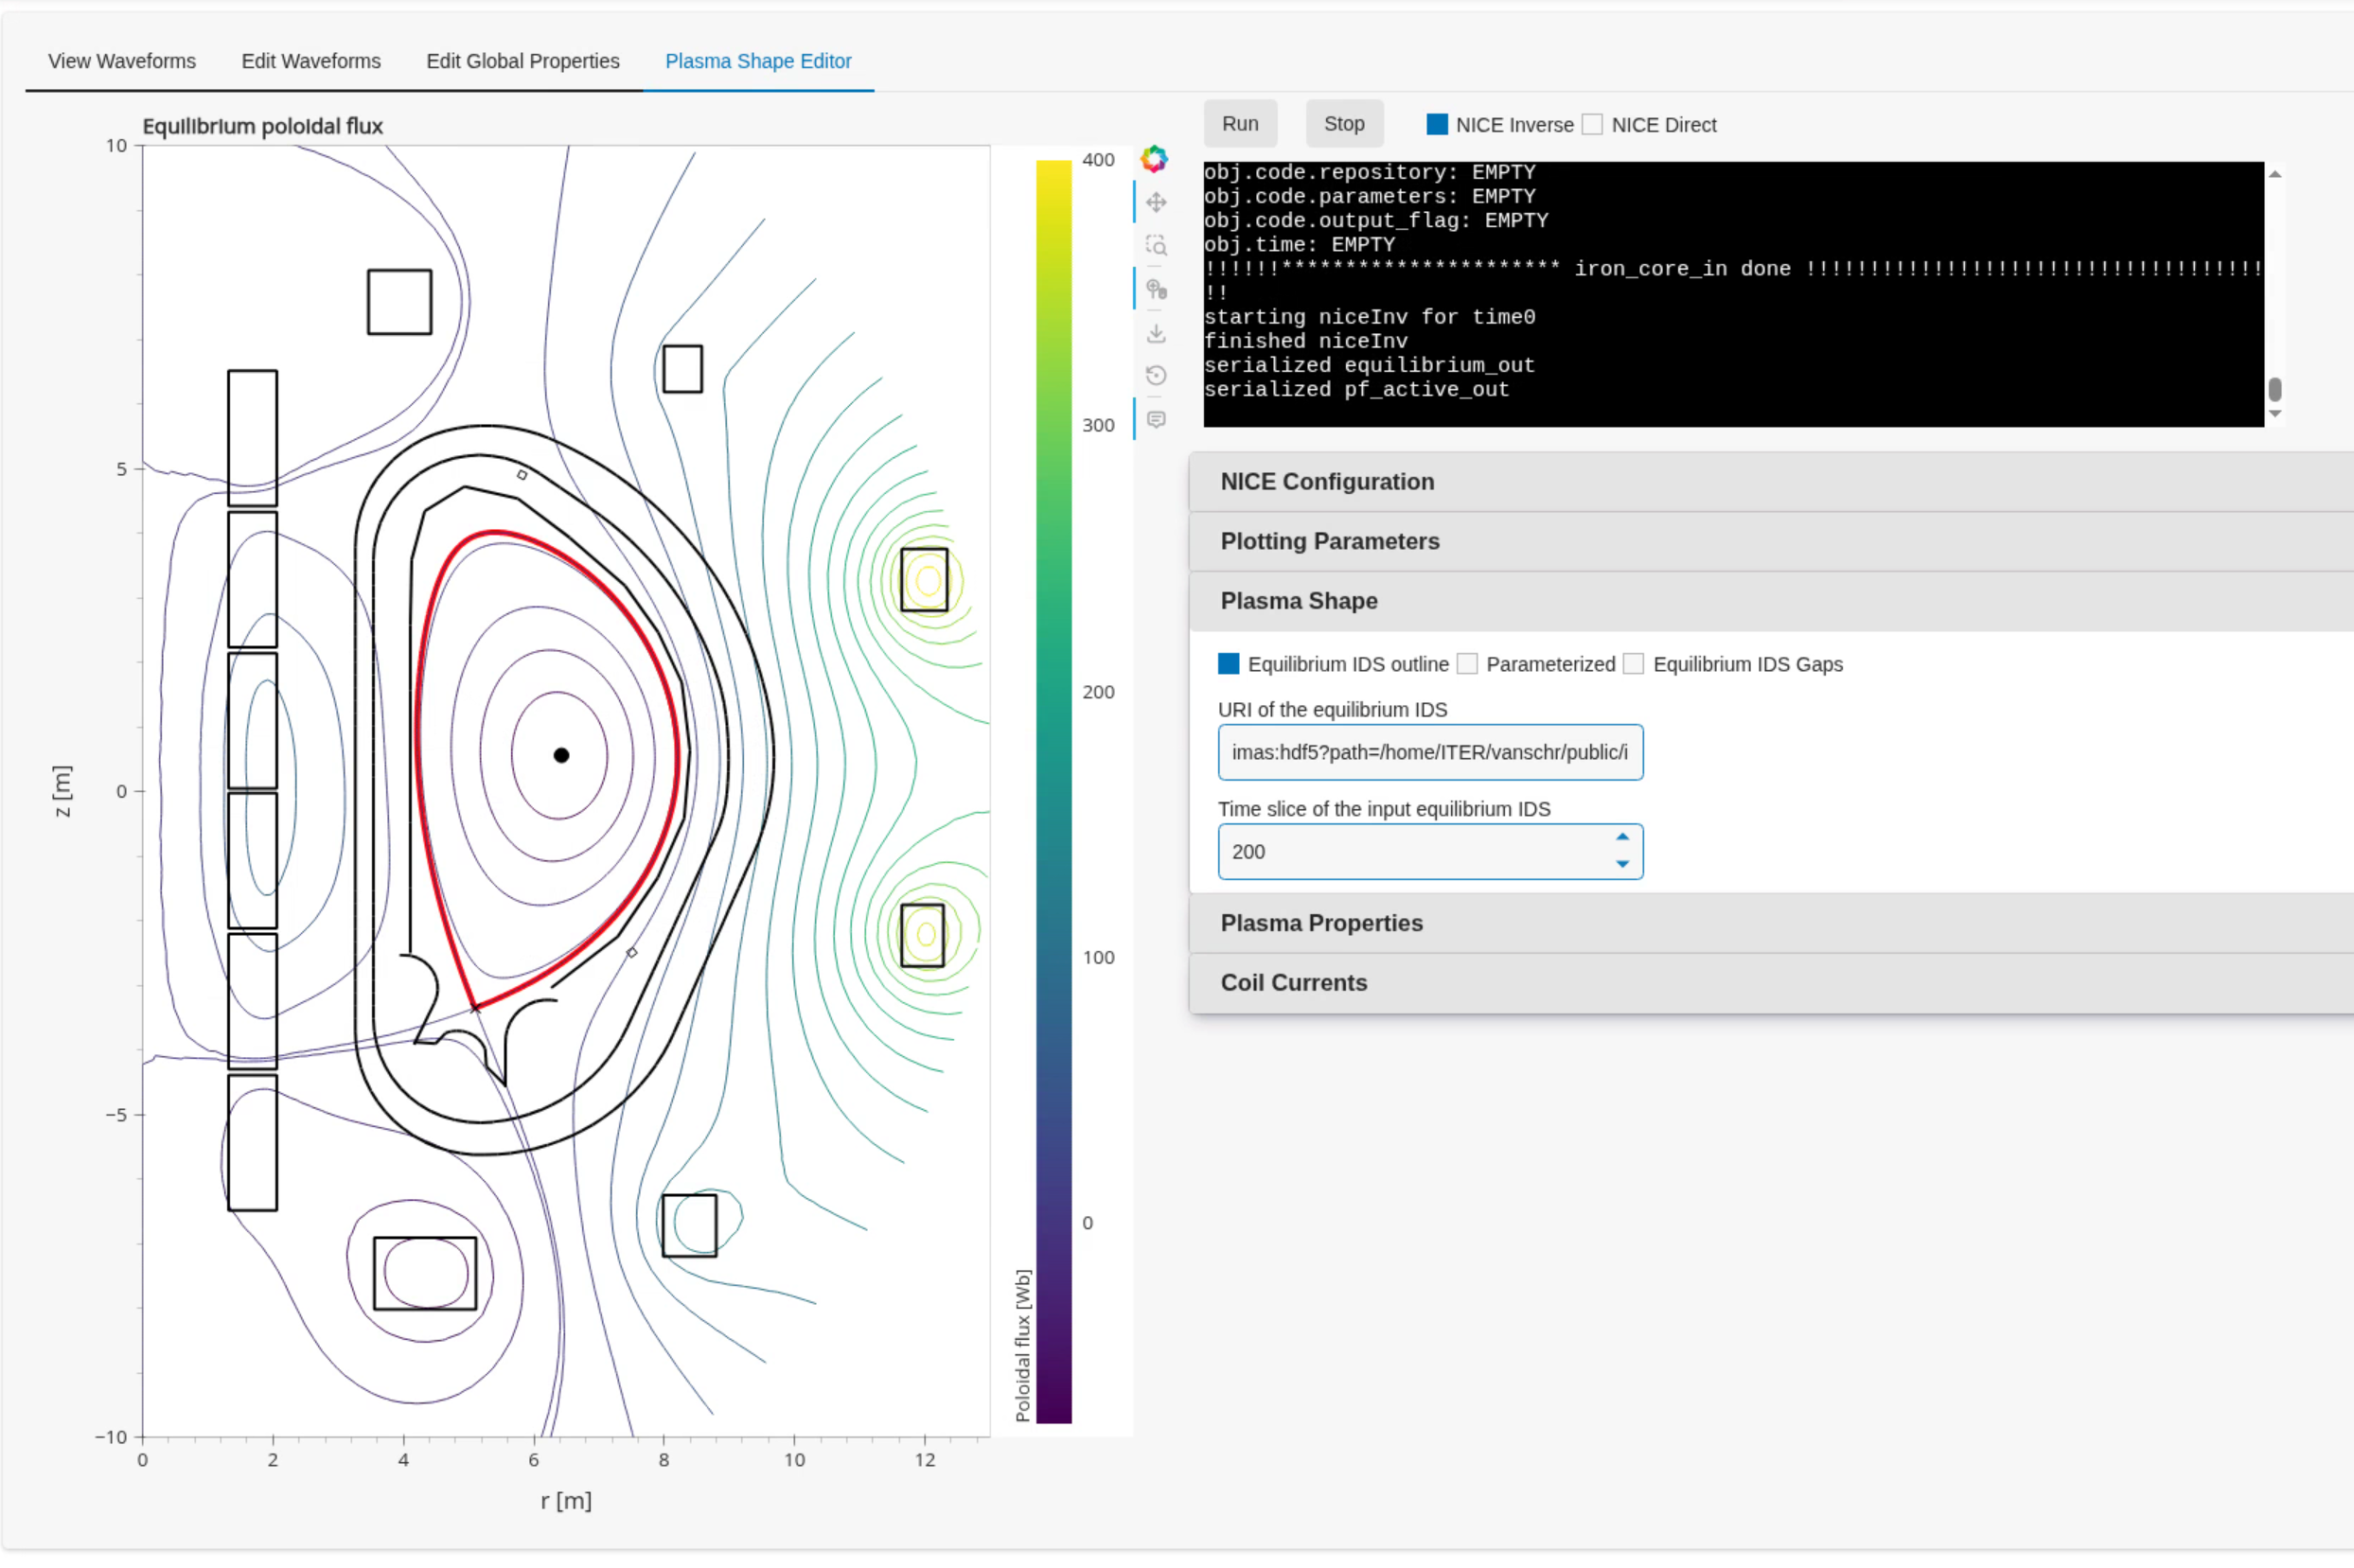 View Waveforms Edit Waveforms Edit Global Properties Plasma Shape Editor
Equilibrium poloidal flux
10
5
0
−5
−10
z [m]
0 2 4 6 8 10 12
r [m]
400
300
200
100
0
Poloidal flux [Wb]
Run Stop NICE Inverse NICE Direct
obj.code.repository: EMPTY
obj.code.parameters: EMPTY
obj.code.output_flag: EMPTY
obj.time: EMPTY
!!!!!!********************** iron_core_in done !!!!!!!!!!!!!!!!!!!!!!!!!!!!!!!!!!!!
!!
starting niceInv for time0
finished niceInv
serialized equilibrium_out
serialized pf_active_out
NICE Configuration
Plotting Parameters
Plasma Shape
Equilibrium IDS outline Parameterized Equilibrium IDS Gaps
URI of the equilibrium IDS
imas:hdf5?path=/home/ITER/vanschr/public/i
Time slice of the input equilibrium IDS
200
Plasma Properties
Coil Currents